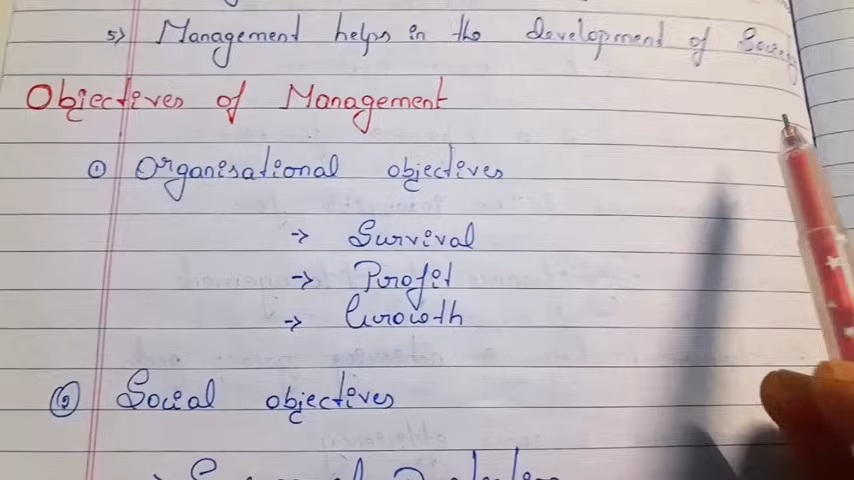 5) Management helps in the development of Society
Objectives of Management
① Organisational objectives
→ Survival
→ Profit
→ Growth
② Social objectives